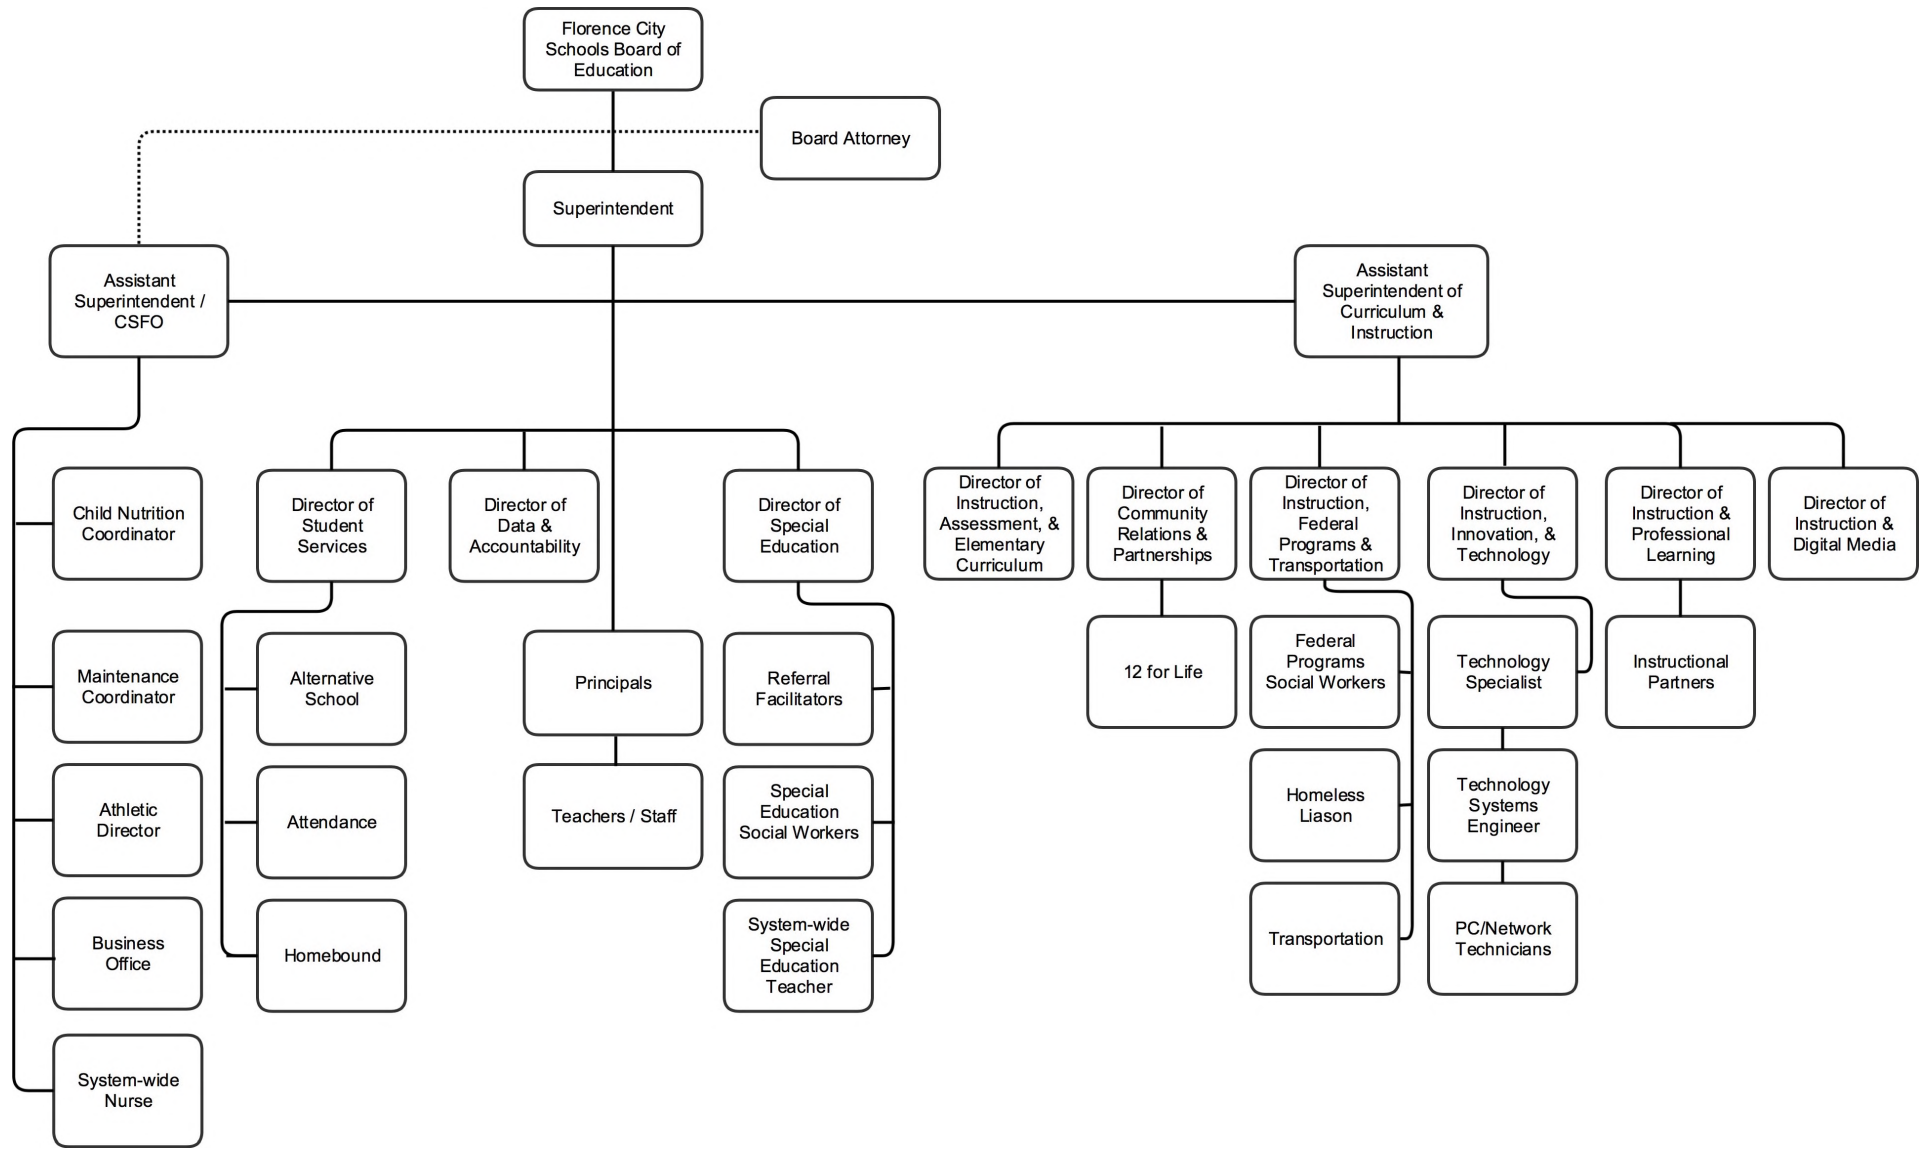 Florence City
Schools Board of
Education
Board Attorney
Superintendent
Assistant
Superintendent /
CSFO
Assistant
Superintendent of
Curriculum &
Instruction
Child Nutrition
Coordinator
Director of
Student
Services
Director of
Data &
Accountability
Director of
Special
Education
Director of
Instruction,
Assessment, &
Elementary
Curriculum
Director of
Community
Relations &
Partnerships
Director of
Instruction,
Federal
Programs &
Transportation
Director of
Instruction,
Innovation, &
Technology
Director of
Instruction &
Professional
Learning
Director of
Instruction &
Digital Media
Maintenance
Coordinator
Alternative
School
Principals
Referral
Facilitators
12 for Life
Federal
Programs
Social Workers
Technology
Specialist
Instructional
Partners
Athletic
Director
Attendance
Teachers / Staff
Special
Education
Social Workers
Homeless
Liason
Technology
Systems
Engineer
Business
Office
Homebound
System-wide
Special
Education
Teacher
Transportation
PC/Network
Technicians
System-wide
Nurse